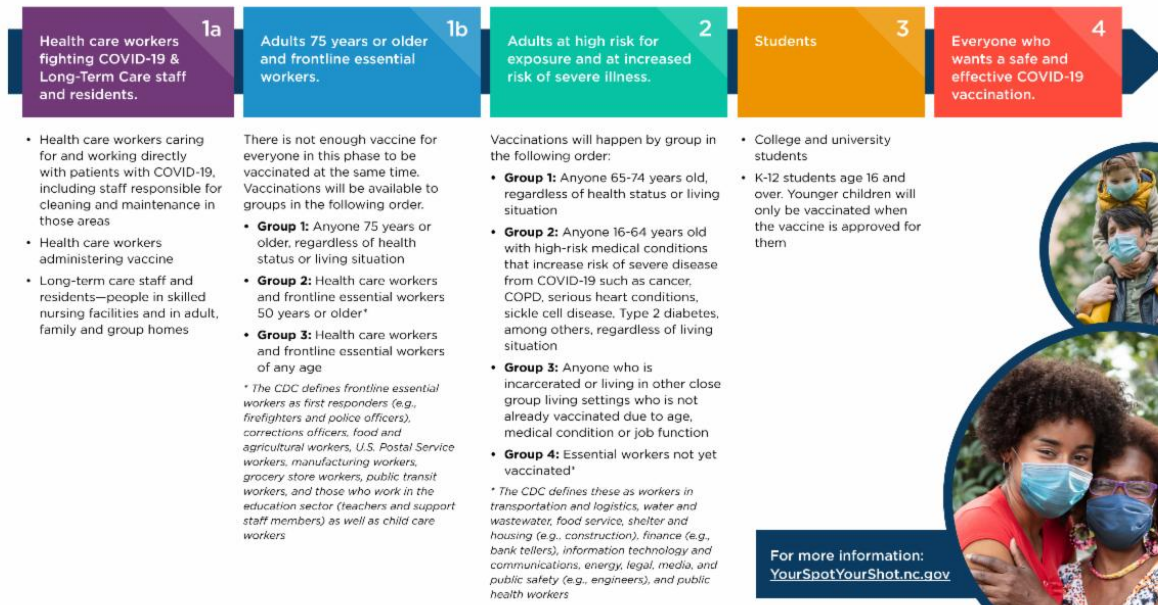 1a
Health care workers
fighting COVID-19 &
Long-Term Care staff
and residents.
• Health care workers caring
for and working directly
with patients with COVID-19,
including staff responsible for
cleaning and maintenance in
those areas
• Health care workers
administering vaccine
• Long-term care staff and
residents—people in skilled
nursing facilities and in adult,
family and group homes
1b
Adults 75 years or older
and frontline essential
workers.
There is not enough vaccine for
everyone in this phase to be
vaccinated at the same time.
Vaccinations will be available to
groups in the following order.
• Group 1: Anyone 75 years or
older, regardless of health
status or living situation
• Group 2: Health care workers
and frontline essential workers
50 years or older*
• Group 3: Health care workers
and frontline essential workers
of any age
* The CDC defines frontline essential
workers as first responders (e.g.,
firefighters and police officers),
corrections officers, food and
agricultural workers, U.S. Postal Service
workers, manufacturing workers,
grocery store workers, public transit
workers, and those who work in the
education sector (teachers and support
staff members) as well as child care
workers
2
Adults at high risk for
exposure and at increased
risk of severe illness.
Vaccinations will happen by group in
the following order:
• Group 1: Anyone 65-74 years old,
regardless of health status or living
situation
• Group 2: Anyone 16-64 years old
with high-risk medical conditions
that increase risk of severe disease
from COVID-19 such as cancer,
COPD, serious heart conditions,
sickle cell disease, Type 2 diabetes,
among others, regardless of living
situation
• Group 3: Anyone who is
incarcerated or living in other close
group living settings who is not
already vaccinated due to age,
medical condition or job function
• Group 4: Essential workers not yet
vaccinated*
* The CDC defines these as workers in
transportation and logistics, water and
wastewater, food service, shelter and
housing (e.g., construction), finance (e.g.,
bank tellers), information technology and
communications, energy, legal, media, and
public safety (e.g., engineers), and public
health workers
3
Students
• College and university
students
• K-12 students age 16 and
over. Younger children will
only be vaccinated when
the vaccine is approved for
them
4
Everyone who
wants a safe and
effective COVID-19
vaccination.
For more information:
YourSpotYourShot.nc.gov